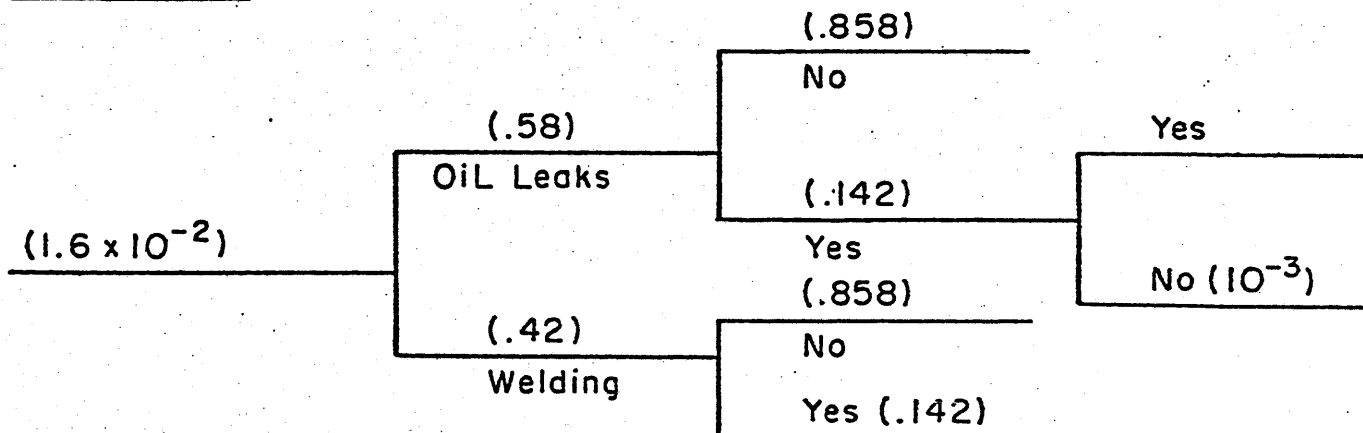 (.858)
No
(.58)
OiL Leaks
Yes
(.142)
Yes
(1.6 x 10⁻²)
No (10⁻³)
(.858)
No
(.42)
Welding
Yes (.142)